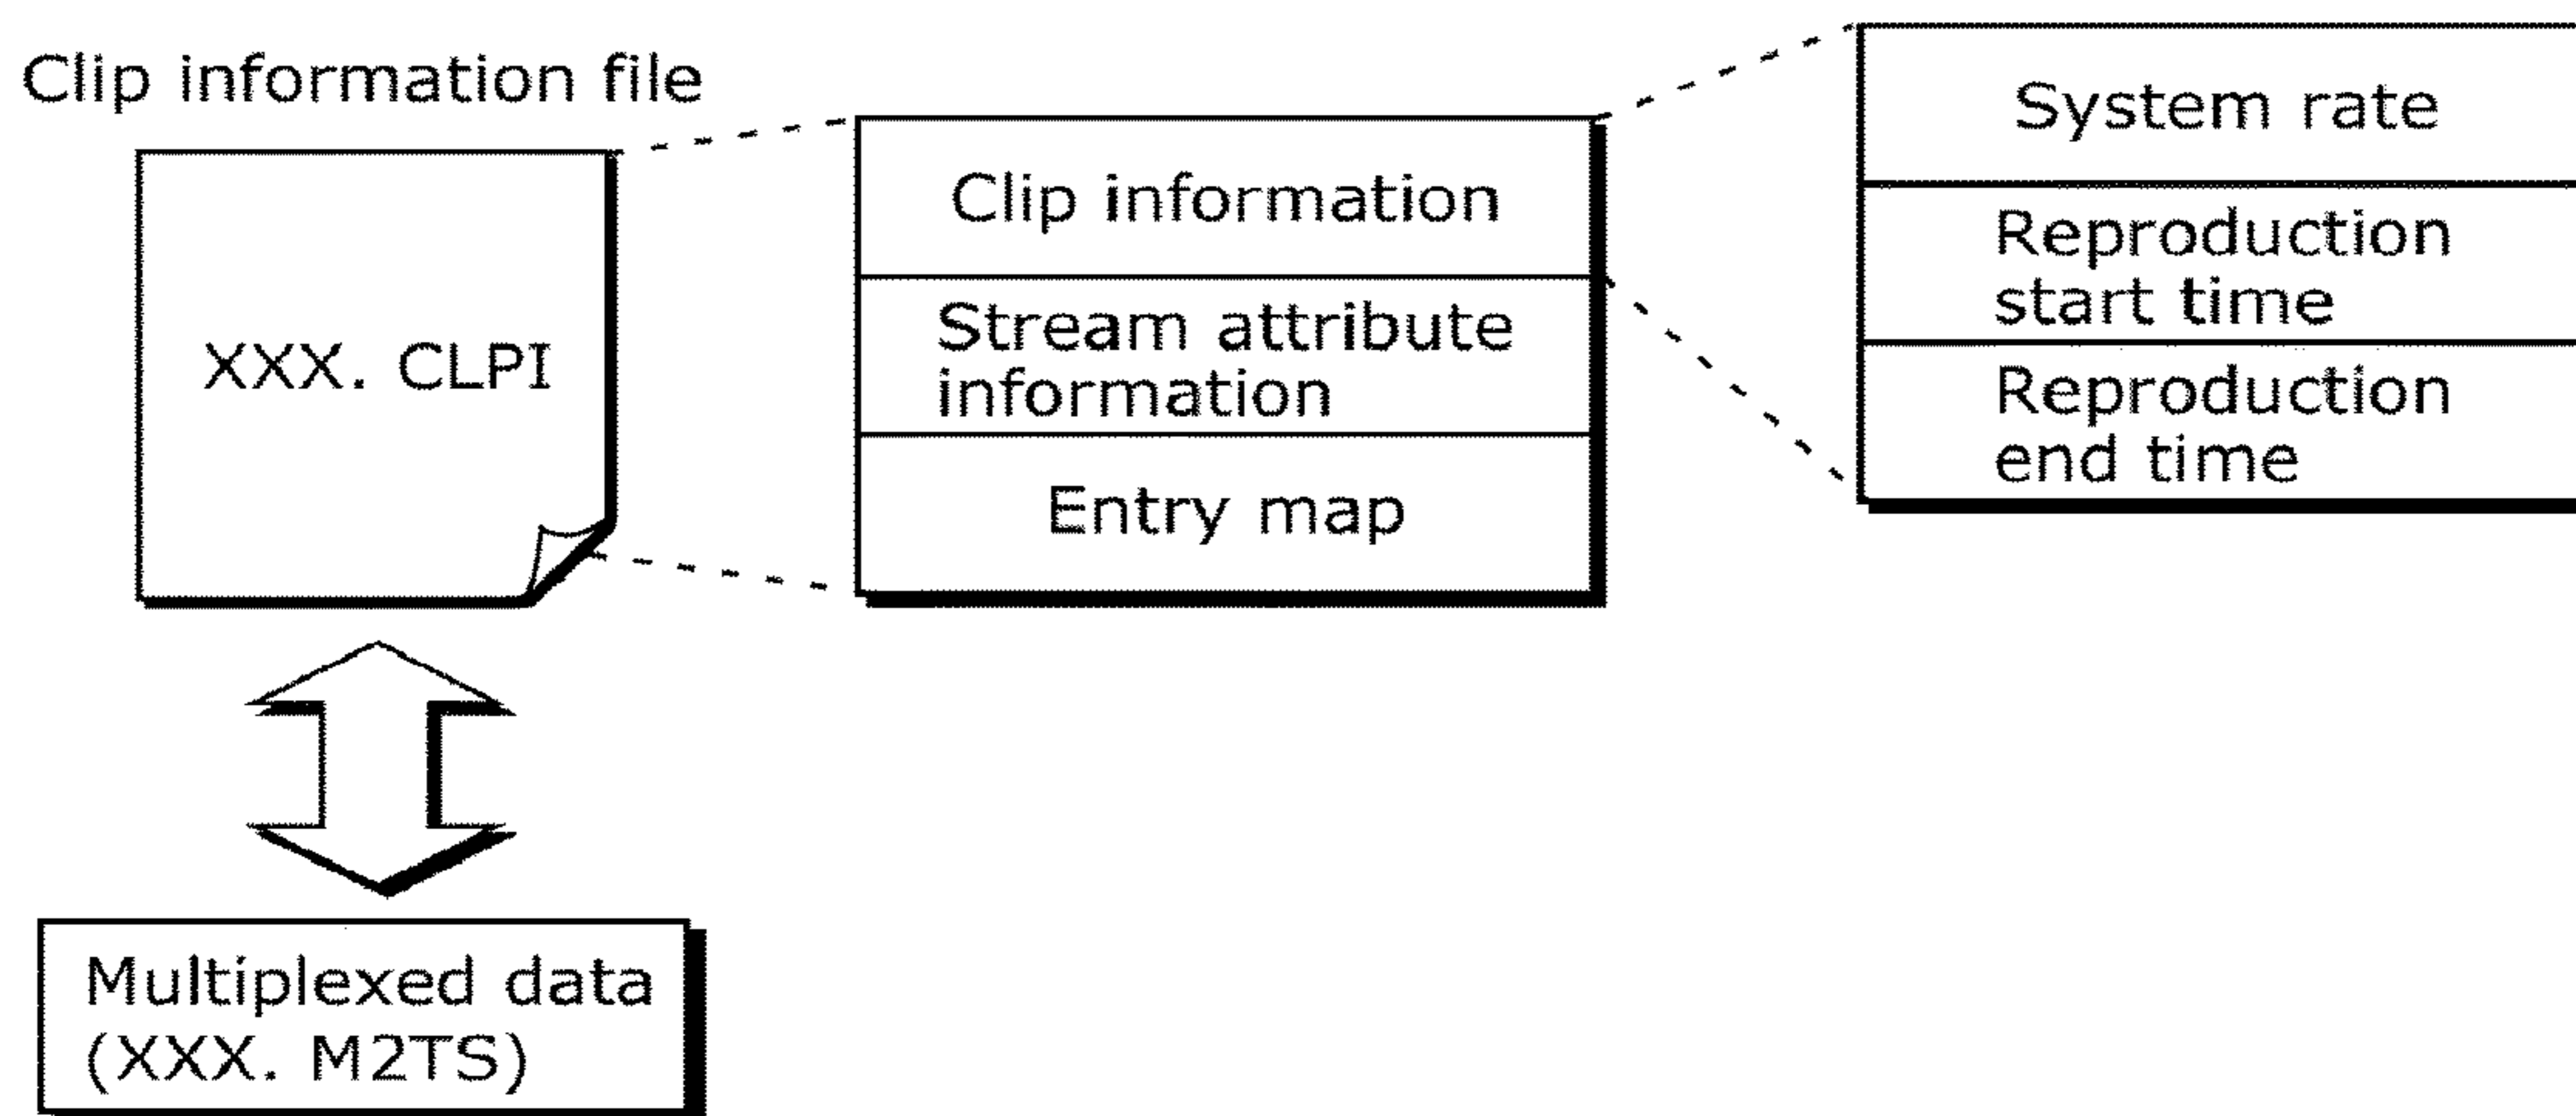 Clip information file
XXX. CLPI
Multiplexed data
(XXX. M2TS)
Clip information
Stream attribute
information
Entry map
System rate
Reproduction
start time
Reproduction
end time